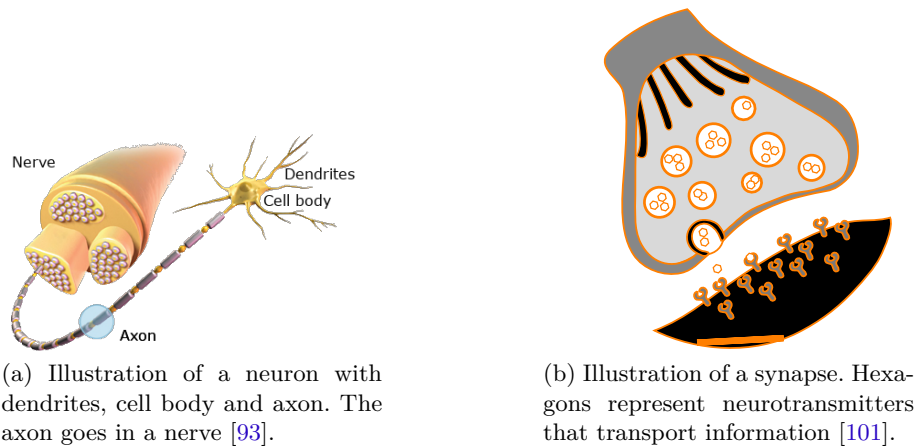 Nerve
Dendrites
Cell body
Axon
(a) Illustration of a neuron with
dendrites, cell body and axon. The
axon goes in a nerve [93].
(b) Illustration of a synapse. Hexa-
gons represent neurotransmitters
that transport information [101].